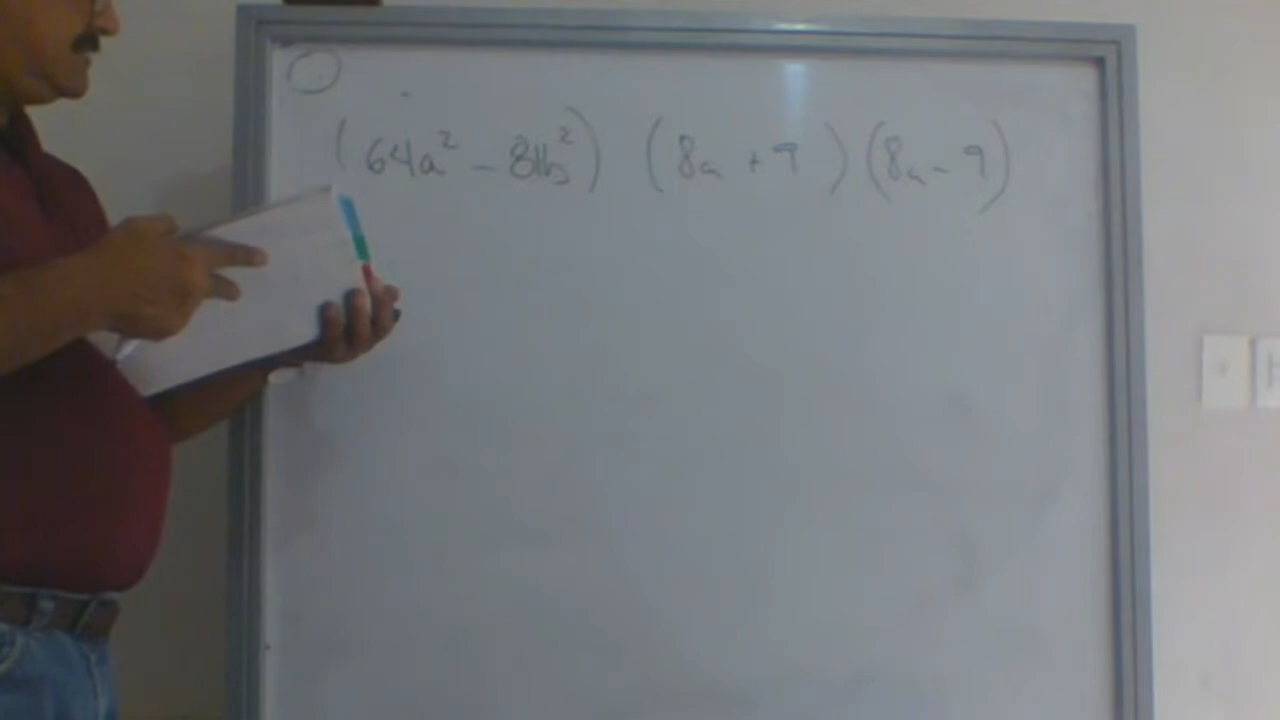 (64a² - 81b²) (8a + 9) (8a - 9)